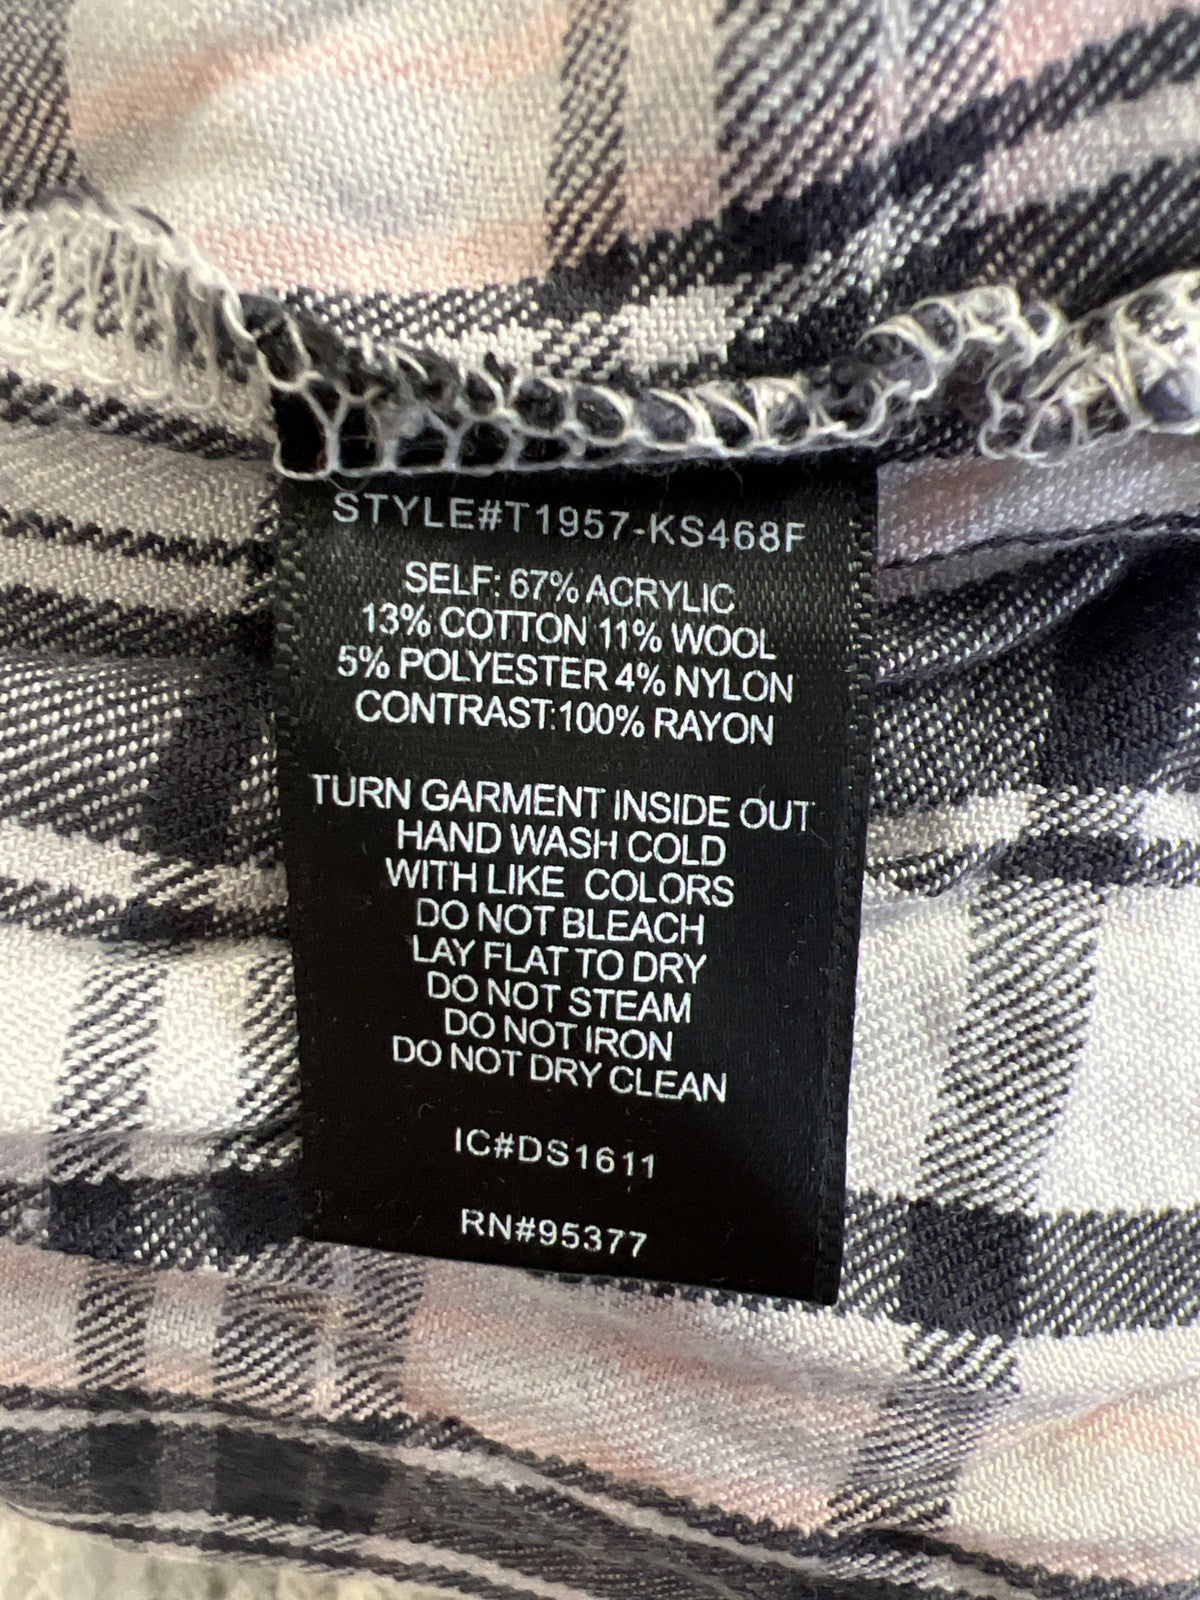 STYLE#T1957-KS468F
SELF: 67% ACRYLIC
13% COTTON 11% WOOL
5% POLYESTER 4% NYLON
CONTRAST:100% RAYON
TURN GARMENT INSIDE OUT
HAND WASH COLD
WITH LIKE COLORS
DO NOT BLEACH
LAY FLAT TO DRY
DO NOT STEAM
DO NOT IRON
DO NOT DRY CLEAN
IC#DS1611
RN#95377